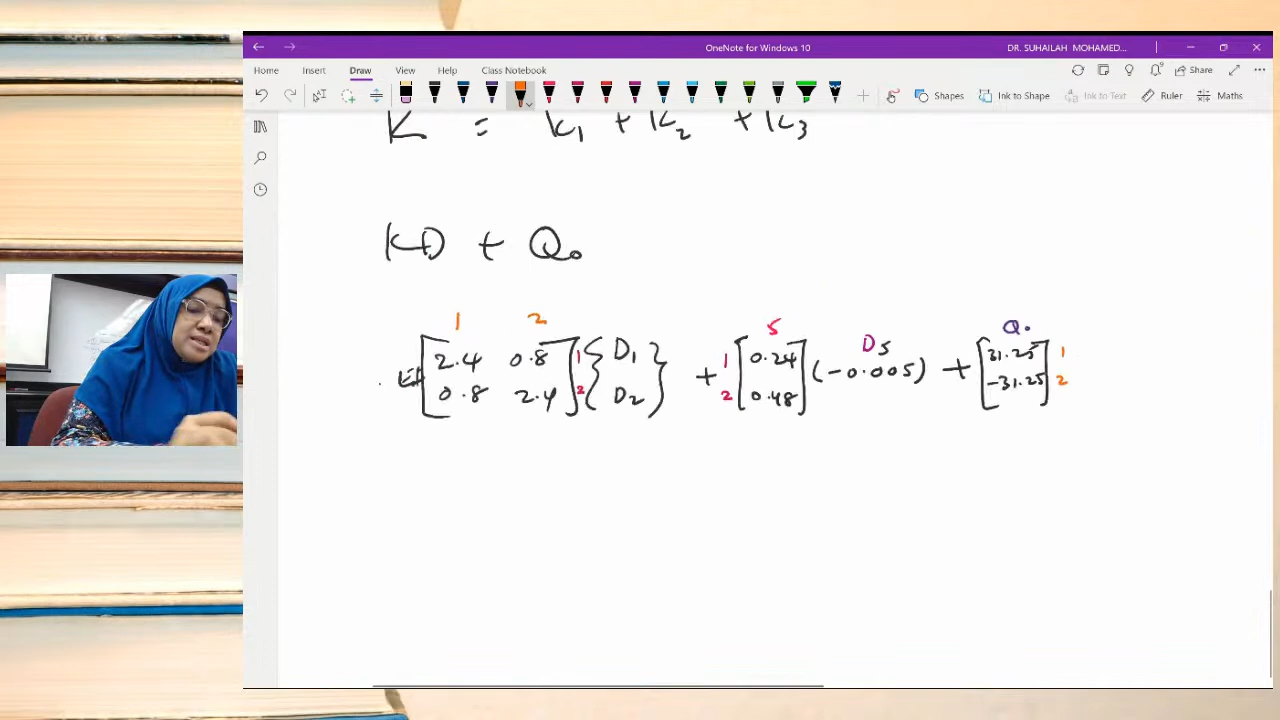 OneNote for Windows 10
DR. SUHAILAH MOHAMED...
Home Insert Draw View Help Class Notebook
Share
Shapes Ink to Shape Ink to Text Ruler Maths
K = k1 + k2 + k3
KD + Q0
1 2 5 D5 Q0
EI [2.4 0.8] 1 {D1} + 1 [0.24] (-0.005) + [31.25] 1
[0.8 2.4] 2 {D2} 2 [0.48] [-31.25] 2